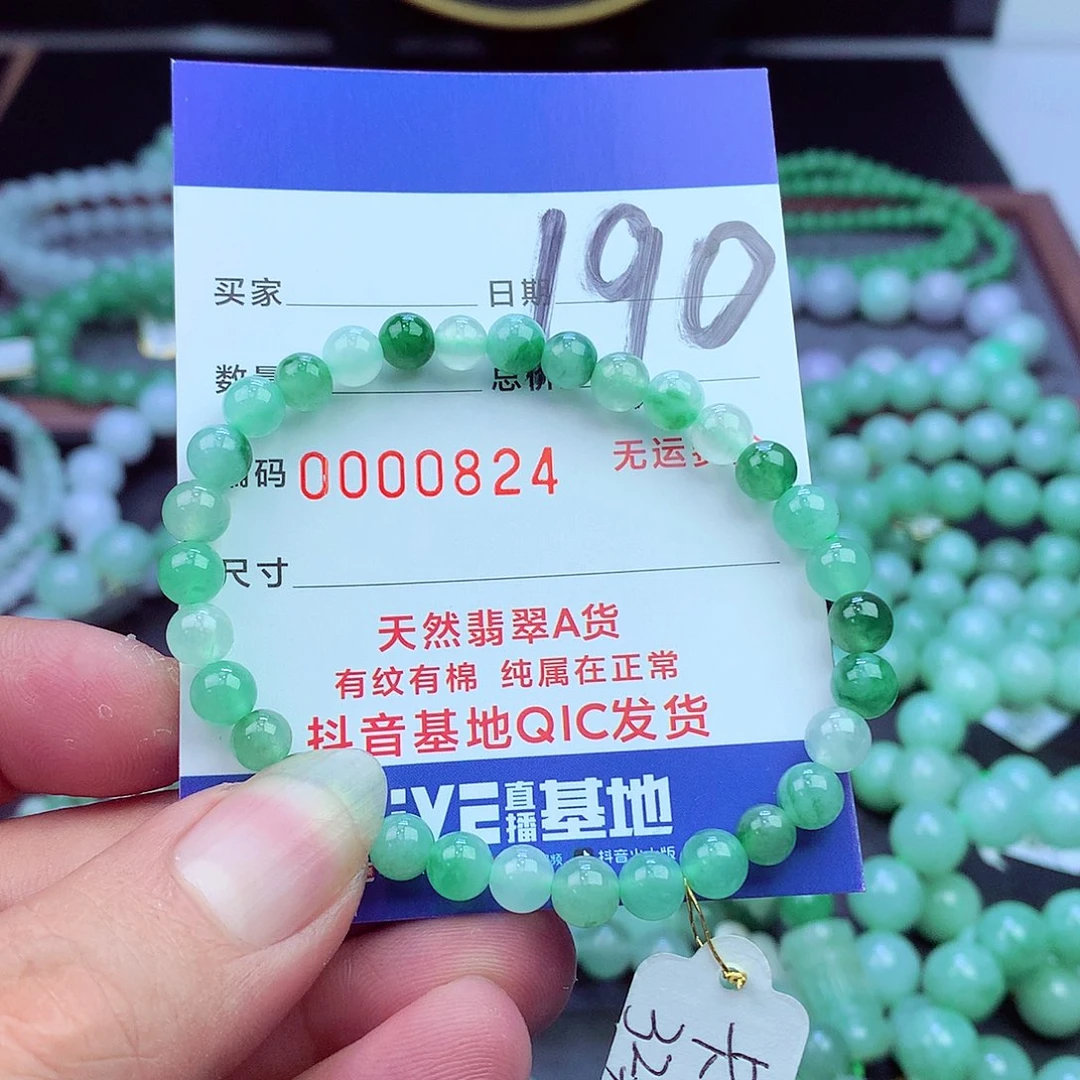 190
买家 日期
数量 总价
编码 0000824 无运费
尺寸
天然翡翠A货
有纹有棉 纯属在正常
抖音基地QIC发货
直播基地